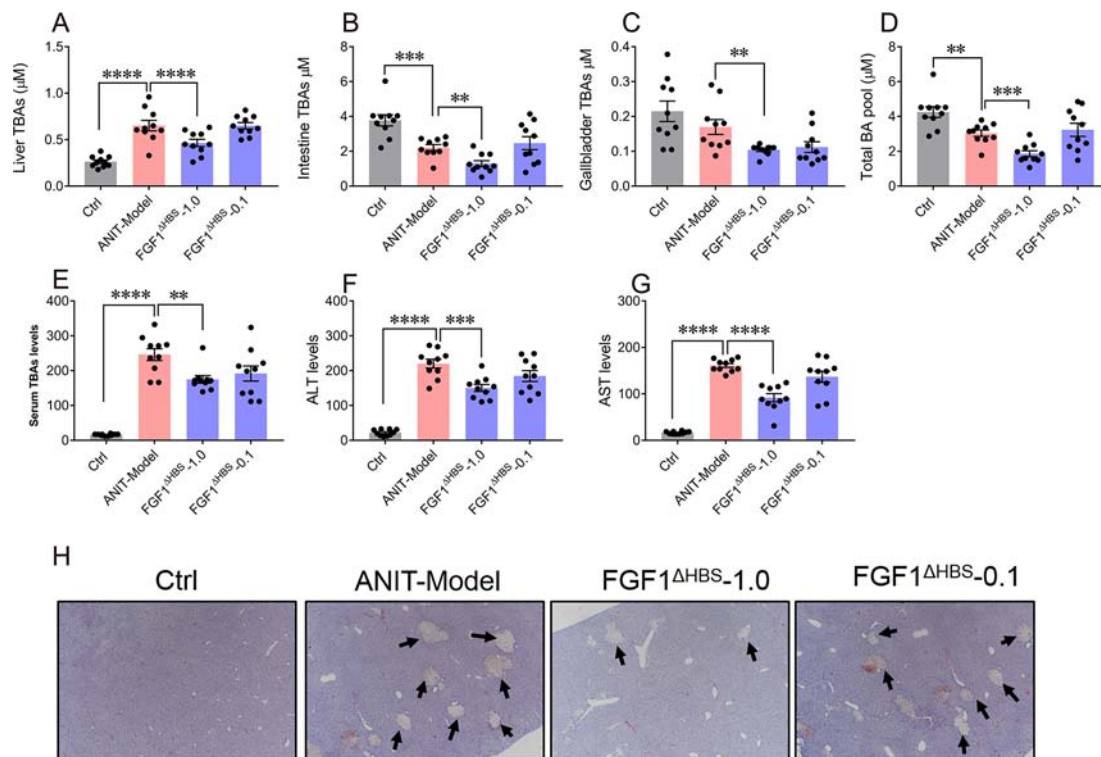 A
Liver TBAs (μM)
1.5
1.0
0.5
0.0
****
****
Ctrl
ANIT-Model
FGF1ΔHBS-1.0
FGF1ΔHBS-0.1
B
Intestine TBAs μM
8
6
4
2
0
***
**
Ctrl
ANIT-Model
FGF1ΔHBS-1.0
FGF1ΔHBS-0.1
C
Gallbladder TBAs μM
0.4
0.3
0.2
0.1
0.0
**
Ctrl
ANIT-Model
FGF1ΔHBS-1.0
FGF1ΔHBS-0.1
D
Total BA pool (μM)
8
6
4
2
0
**
***
Ctrl
ANIT-Model
FGF1ΔHBS-1.0
FGF1ΔHBS-0.1
E
Serum TBAs levels
400
300
200
100
0
****
**
Ctrl
ANIT-Model
FGF1ΔHBS-1.0
FGF1ΔHBS-0.1
F
ALT levels
400
300
200
100
0
****
***
Ctrl
ANIT-Model
FGF1ΔHBS-1.0
FGF1ΔHBS-0.1
G
AST levels
300
200
100
0
****
****
Ctrl
ANIT-Model
FGF1ΔHBS-1.0
FGF1ΔHBS-0.1
H
Ctrl
ANIT-Model
FGF1ΔHBS-1.0
FGF1ΔHBS-0.1